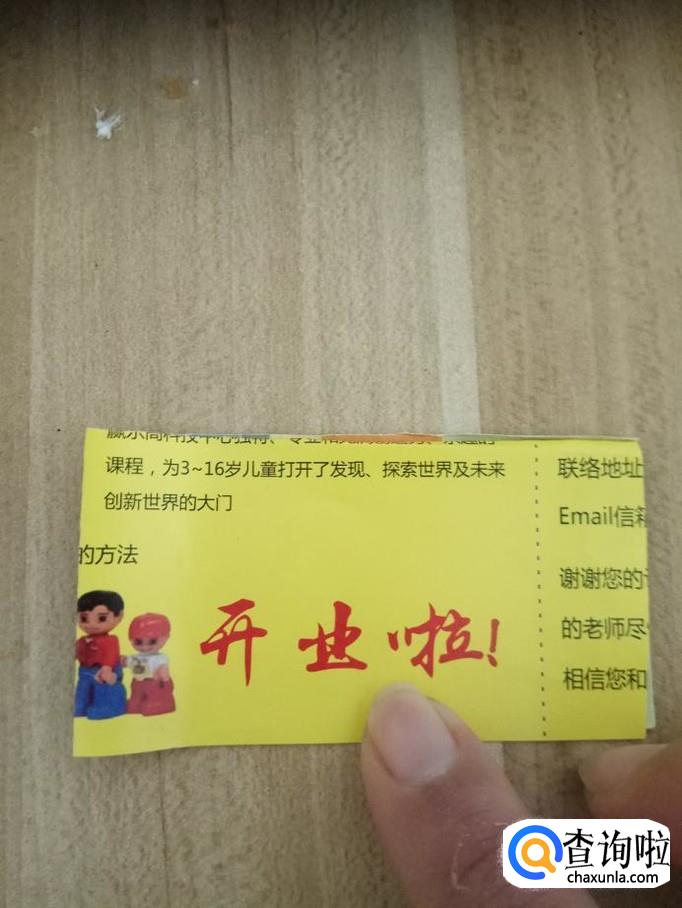 课程，为3~16岁儿童打开了发现、探索世界及未来
创新世界的大门
的方法
开业啦!
联络地址
Email信箱
谢谢您的
的老师尽
相信您和
查询啦
chaxunla.com